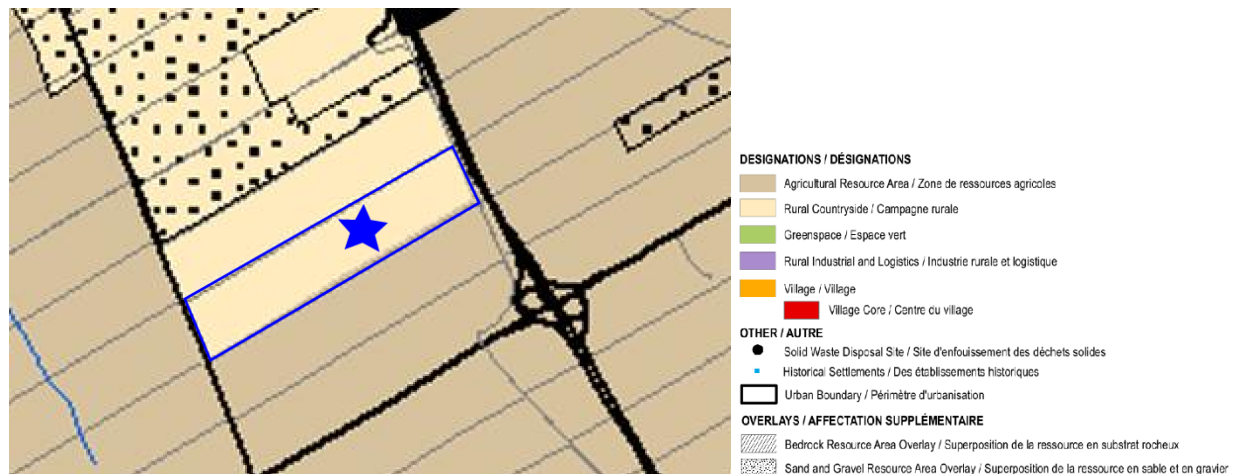 DESIGNATIONS / DÉSIGNATIONS
Agricultural Resource Area / Zone de ressources agricoles
Rural Countryside / Campagne rurale
Greenspace / Espace vert
Rural Industrial and Logistics / Industrie rurale et logistique
Village / Village
Village Core / Centre du village
OTHER / AUTRE
Solid Waste Disposal Site / Site d'enfouissement des déchets solides
Historical Settlements / Des établissements historiques
Urban Boundary / Périmètre d'urbanisation
OVERLAYS / AFFECTATION SUPPLÉMENTAIRE
Bedrock Resource Area Overlay / Superposition de la ressource en substrat rocheux
Sand and Gravel Resource Area Overlay / Superposition de la ressource en sable et en gravier